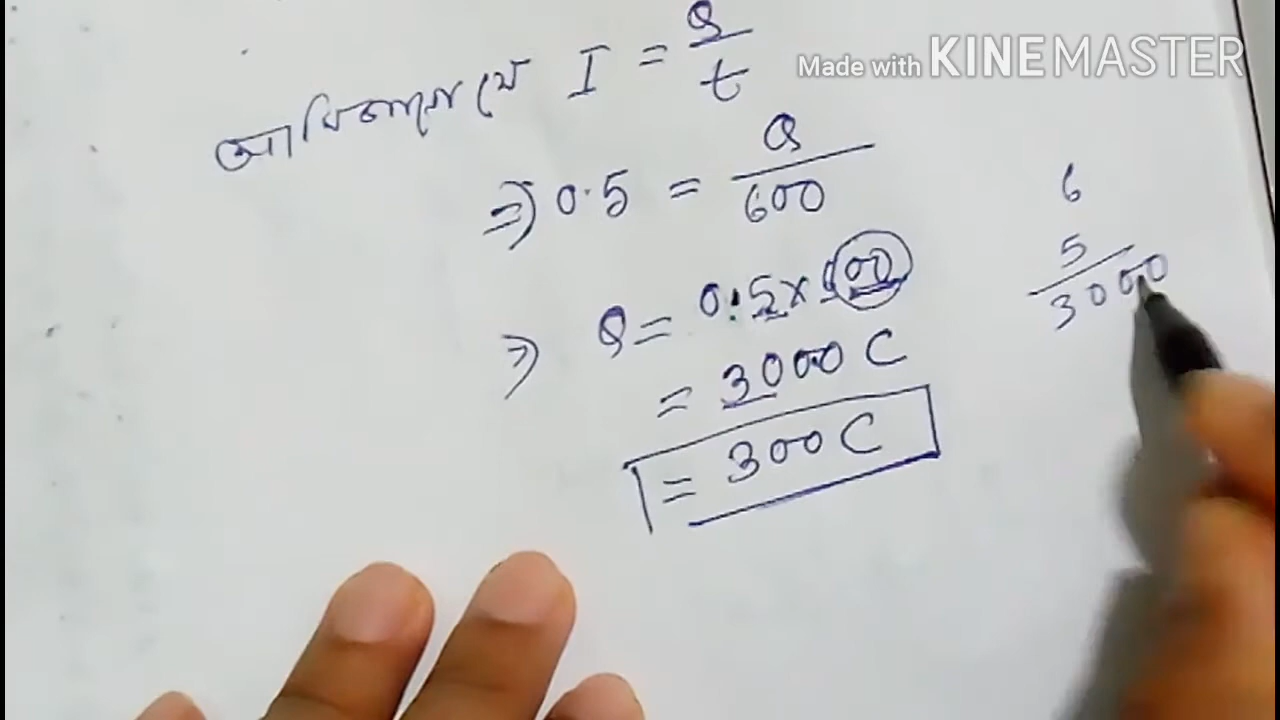 Made with KINEMASTER
আমি জানো যে I = Q/t
⇒ 0.5 = Q/600
⇒ Q = 0.5 × 600
= 3000 C
= 300 C
6
5
3000